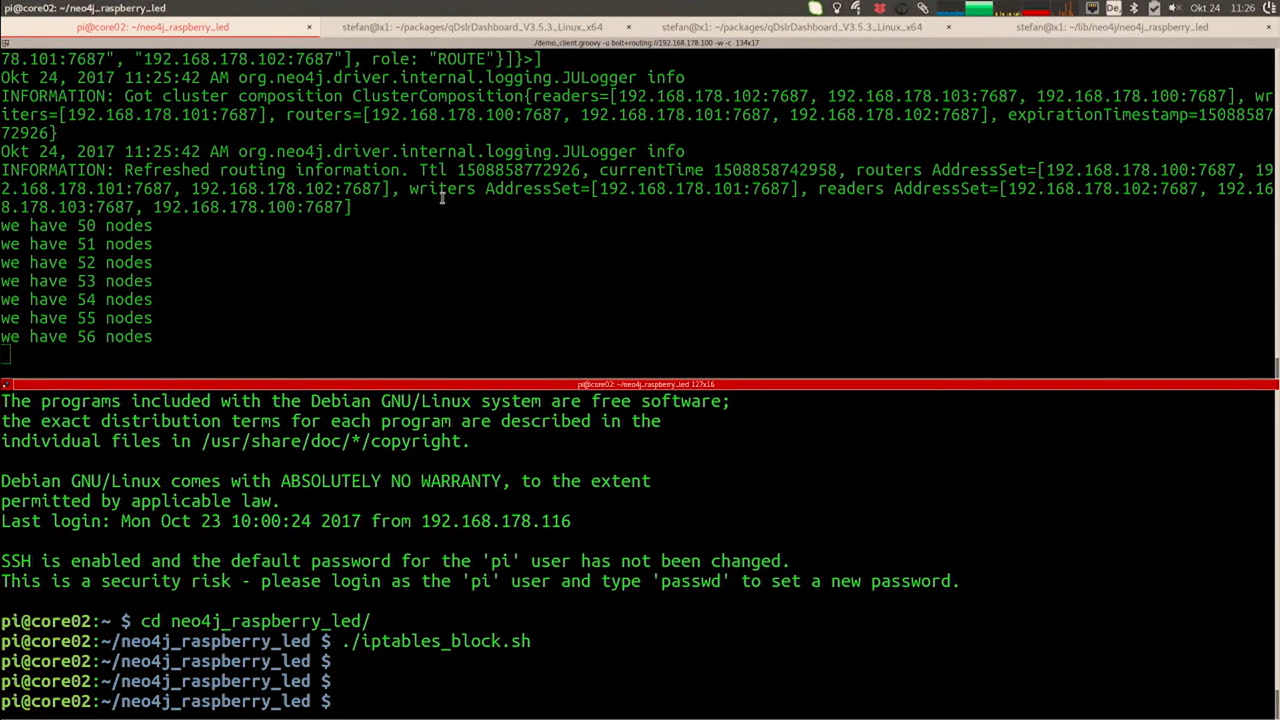 pi@core02: ~/neo4j_raspberry_led
De
Okt 24, 11:26
pi@core02: ~/neo4j_raspberry_led ×
stefan@x1: ~/packages/qDslrDashboard_V3.5.3_Linux_x64 ×
stefan@x1: ~/packages/qDslrDashboard_V3.5.3_Linux_x64 ×
stefan@x1: ~/lib/neo4j/neo4j_raspberry_led ×
./demo_client.groovy -u bolt+routing://192.168.178.100 -w -c 134x17
78.101:7687", "192.168.178.102:7687"], role: "ROUTE"}]}>]
Okt 24, 2017 11:25:42 AM org.neo4j.driver.internal.logging.JULogger info
INFORMATION: Got cluster composition ClusterComposition{readers=[192.168.178.102:7687, 192.168.178.103:7687, 192.168.178.100:7687], wr
iters=[192.168.178.101:7687], routers=[192.168.178.100:7687, 192.168.178.101:7687, 192.168.178.102:7687], expirationTimestamp=15088587
72926}
Okt 24, 2017 11:25:42 AM org.neo4j.driver.internal.logging.JULogger info
INFORMATION: Refreshed routing information. Ttl 1508858772926, currentTime 1508858742958, routers AddressSet=[192.168.178.100:7687, 19
2.168.178.101:7687, 192.168.178.102:7687], writers AddressSet=[192.168.178.101:7687], readers AddressSet=[192.168.178.102:7687, 192.16
8.178.103:7687, 192.168.178.100:7687]
we have 50 nodes
we have 51 nodes
we have 52 nodes
we have 53 nodes
we have 54 nodes
we have 55 nodes
we have 56 nodes
pi@core02: ~/neo4j_raspberry_led 127x16
The programs included with the Debian GNU/Linux system are free software;
the exact distribution terms for each program are described in the
individual files in /usr/share/doc/*/copyright.
Debian GNU/Linux comes with ABSOLUTELY NO WARRANTY, to the extent
permitted by applicable law.
Last login: Mon Oct 23 10:00:24 2017 from 192.168.178.116
SSH is enabled and the default password for the 'pi' user has not been changed.
This is a security risk - please login as the 'pi' user and type 'passwd' to set a new password.
pi@core02:~ $ cd neo4j_raspberry_led/
pi@core02:~/neo4j_raspberry_led $ ./iptables_block.sh
pi@core02:~/neo4j_raspberry_led $
pi@core02:~/neo4j_raspberry_led $
pi@core02:~/neo4j_raspberry_led $